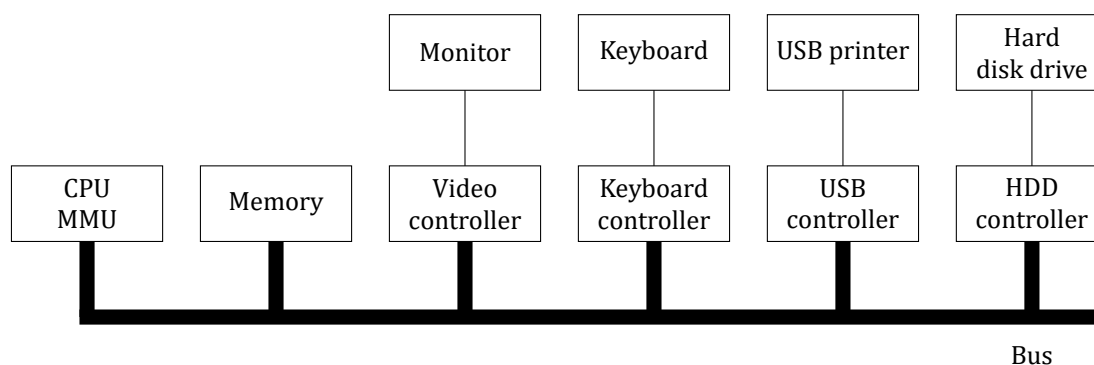 Monitor
Keyboard
USB printer
Hard
disk drive
CPU
MMU
Memory
Video
controller
Keyboard
controller
USB
controller
HDD
controller
Bus